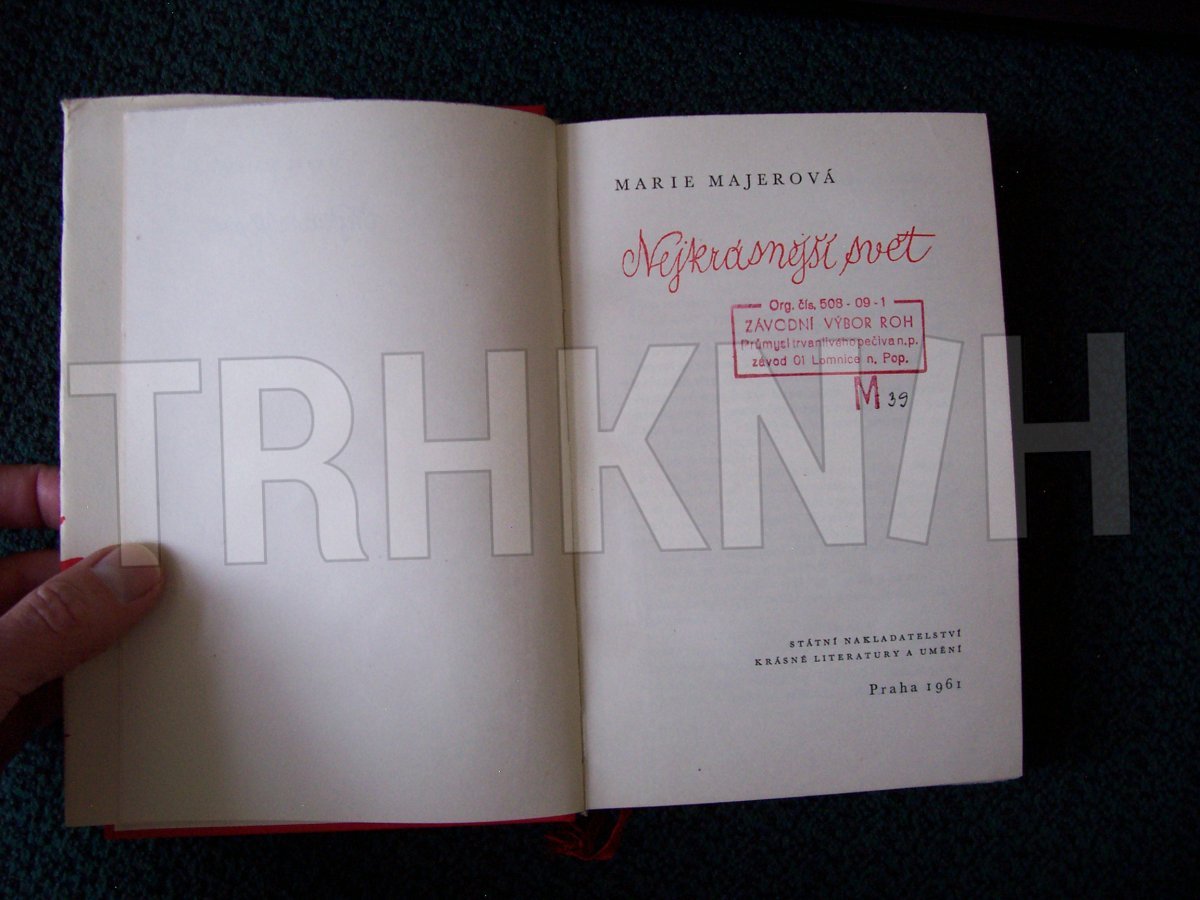 MARIE MAJEROVÁ
Nejkrásnější svět
Org. čís. 508 - 09 - 1
ZÁVODNÍ VÝBOR ROH
Průmysl trvanlivého pečiva n. p.
závod 01 Lomnice n. Pop.
M 39
TRHKNIH
STÁTNÍ NAKLADATELSTVÍ
KRÁSNÉ LITERATURY A UMĚNÍ
Praha 1961